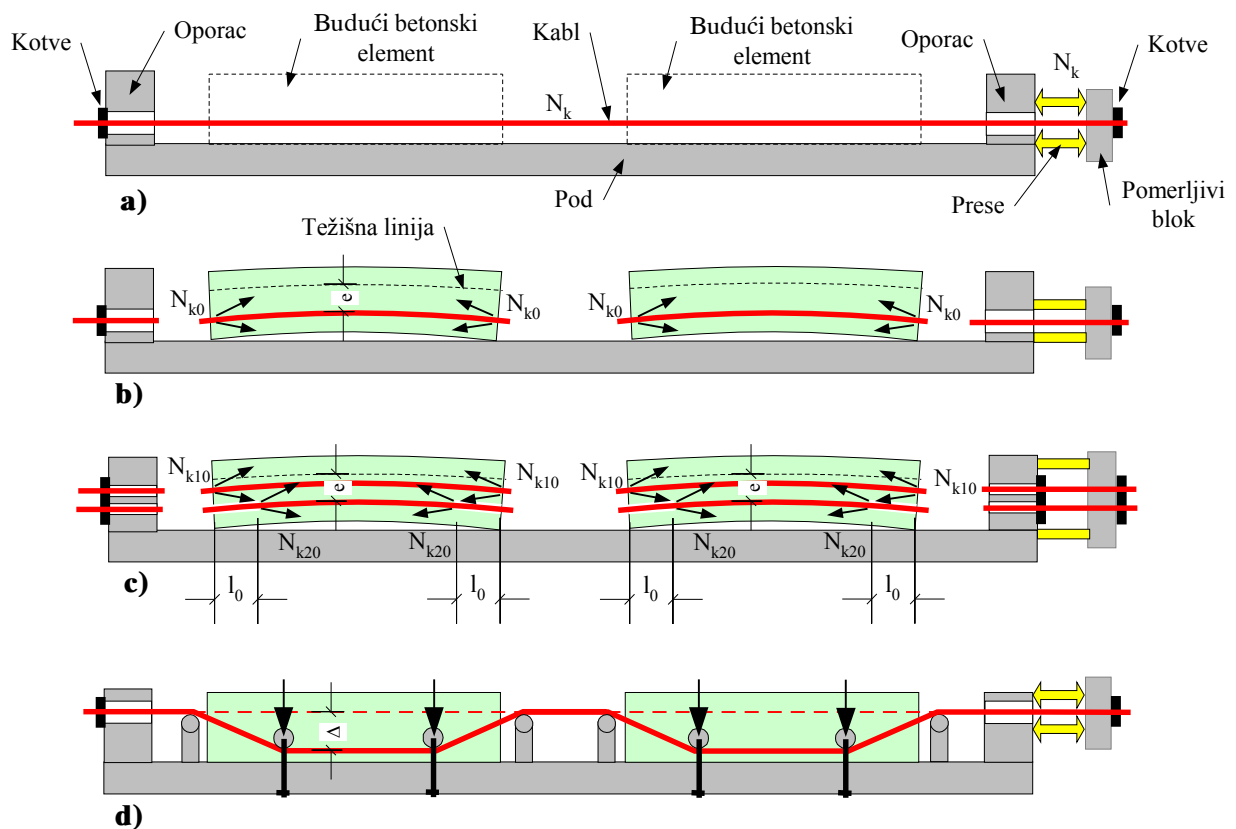 Kotve
Oporac
Budući betonski
element
Kabl
Budući betonski
element
Oporac
Kotve
N_k
N_k
Pod
Prese
Pomerljivi
blok
a)
Težišna linija
N_k0
e
N_k0
N_k0
N_k0
b)
N_k10
e
N_k10
N_k10
e
N_k10
N_k20
N_k20
N_k20
N_k20
c)
l_0
l_0
l_0
l_0
Δ
d)